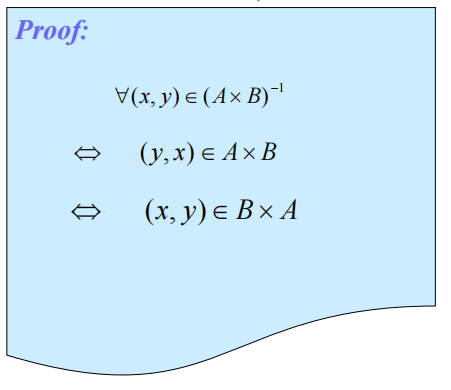 Proof:
∀(x, y) ∈ (A × B)⁻¹
⇔ (y, x) ∈ A × B
⇔ (x, y) ∈ B × A